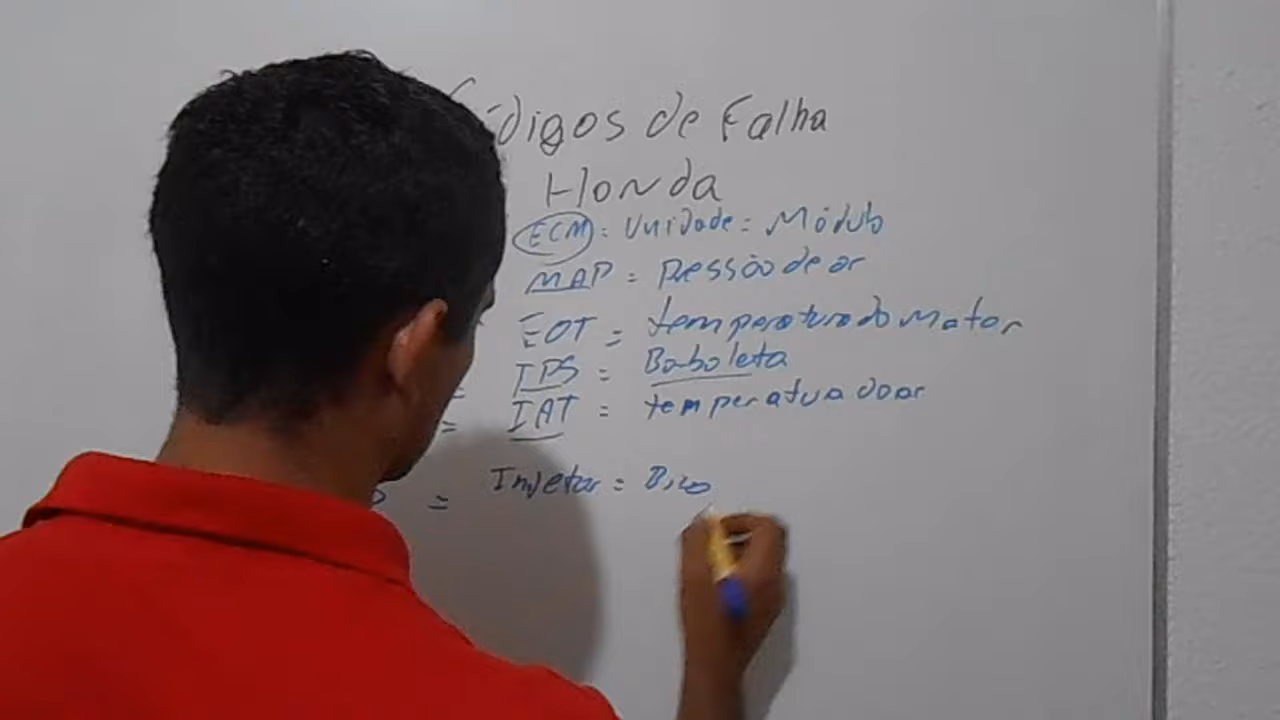 Códigos de Falha
Honda
ECM : Unidade = Módulo
MAP = Pressão de ar
EOT = temperatura do Motor
= TPS = Borboleta
= IAT = temperatua do ar
= Injetor = Bico